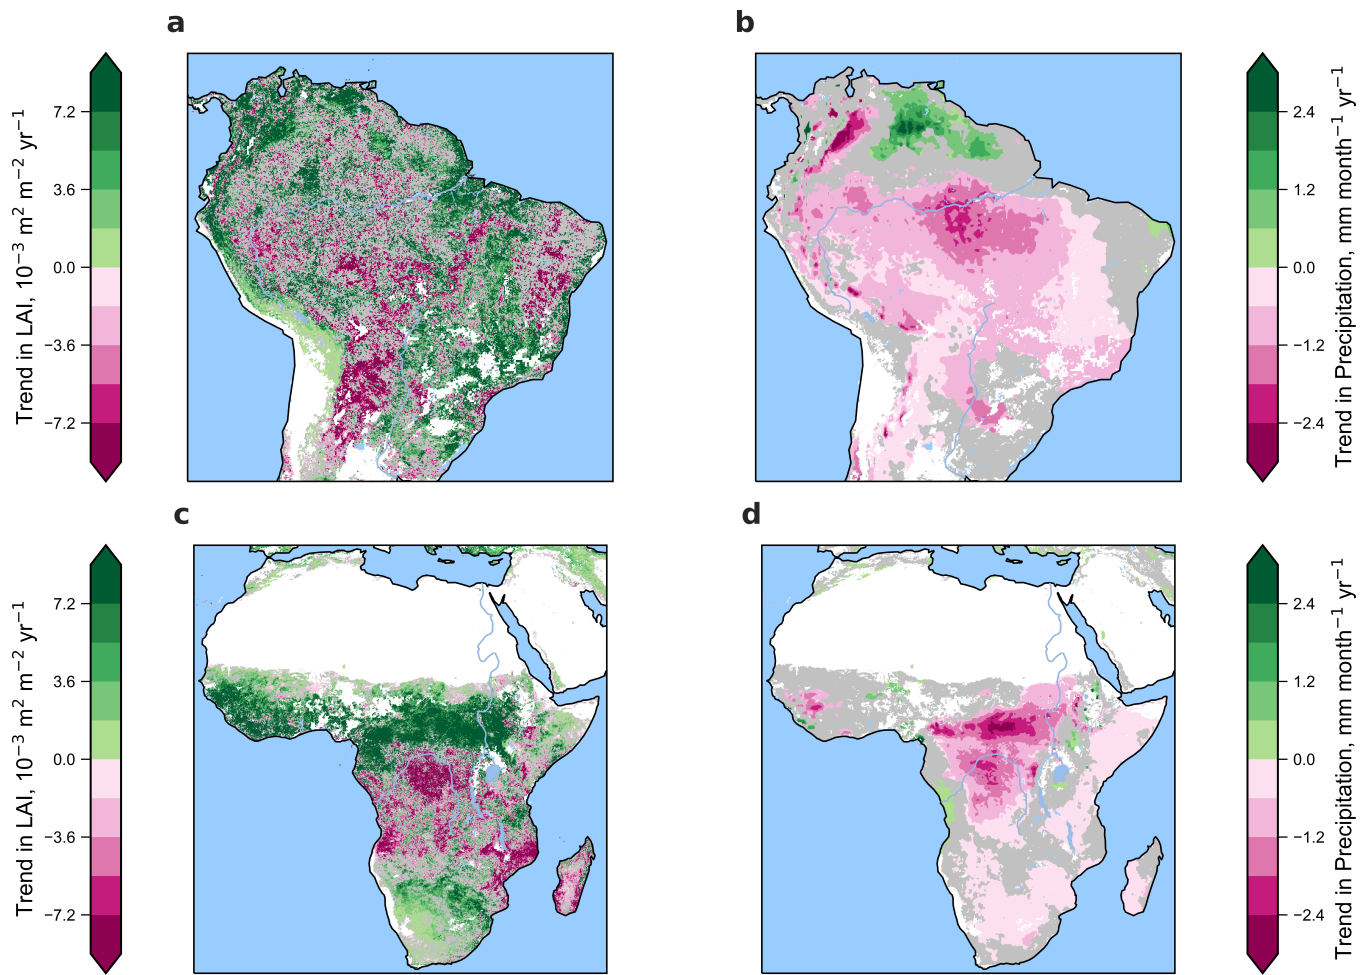 a
b
7.2
3.6
0.0
−3.6
−7.2
Trend in LAI, 10⁻³ m² m⁻² yr⁻¹
2.4
1.2
0.0
−1.2
−2.4
Trend in Precipitation, mm month⁻¹ yr⁻¹
c
d
7.2
3.6
0.0
−3.6
−7.2
Trend in LAI, 10⁻³ m² m⁻² yr⁻¹
2.4
1.2
0.0
−1.2
−2.4
Trend in Precipitation, mm month⁻¹ yr⁻¹